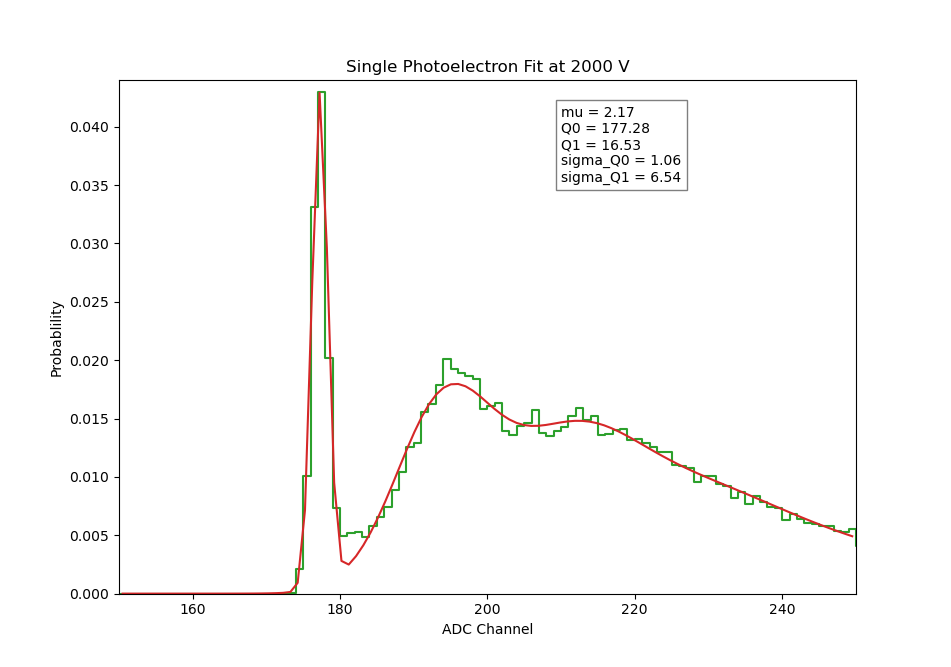 Single Photoelectron Fit at 2000 V
mu = 2.17
Q0 = 177.28
Q1 = 16.53
sigma_Q0 = 1.06
sigma_Q1 = 6.54
0.040
0.035
0.030
0.025
0.020
0.015
0.010
0.005
0.000
Probablility
160 180 200 220 240
ADC Channel